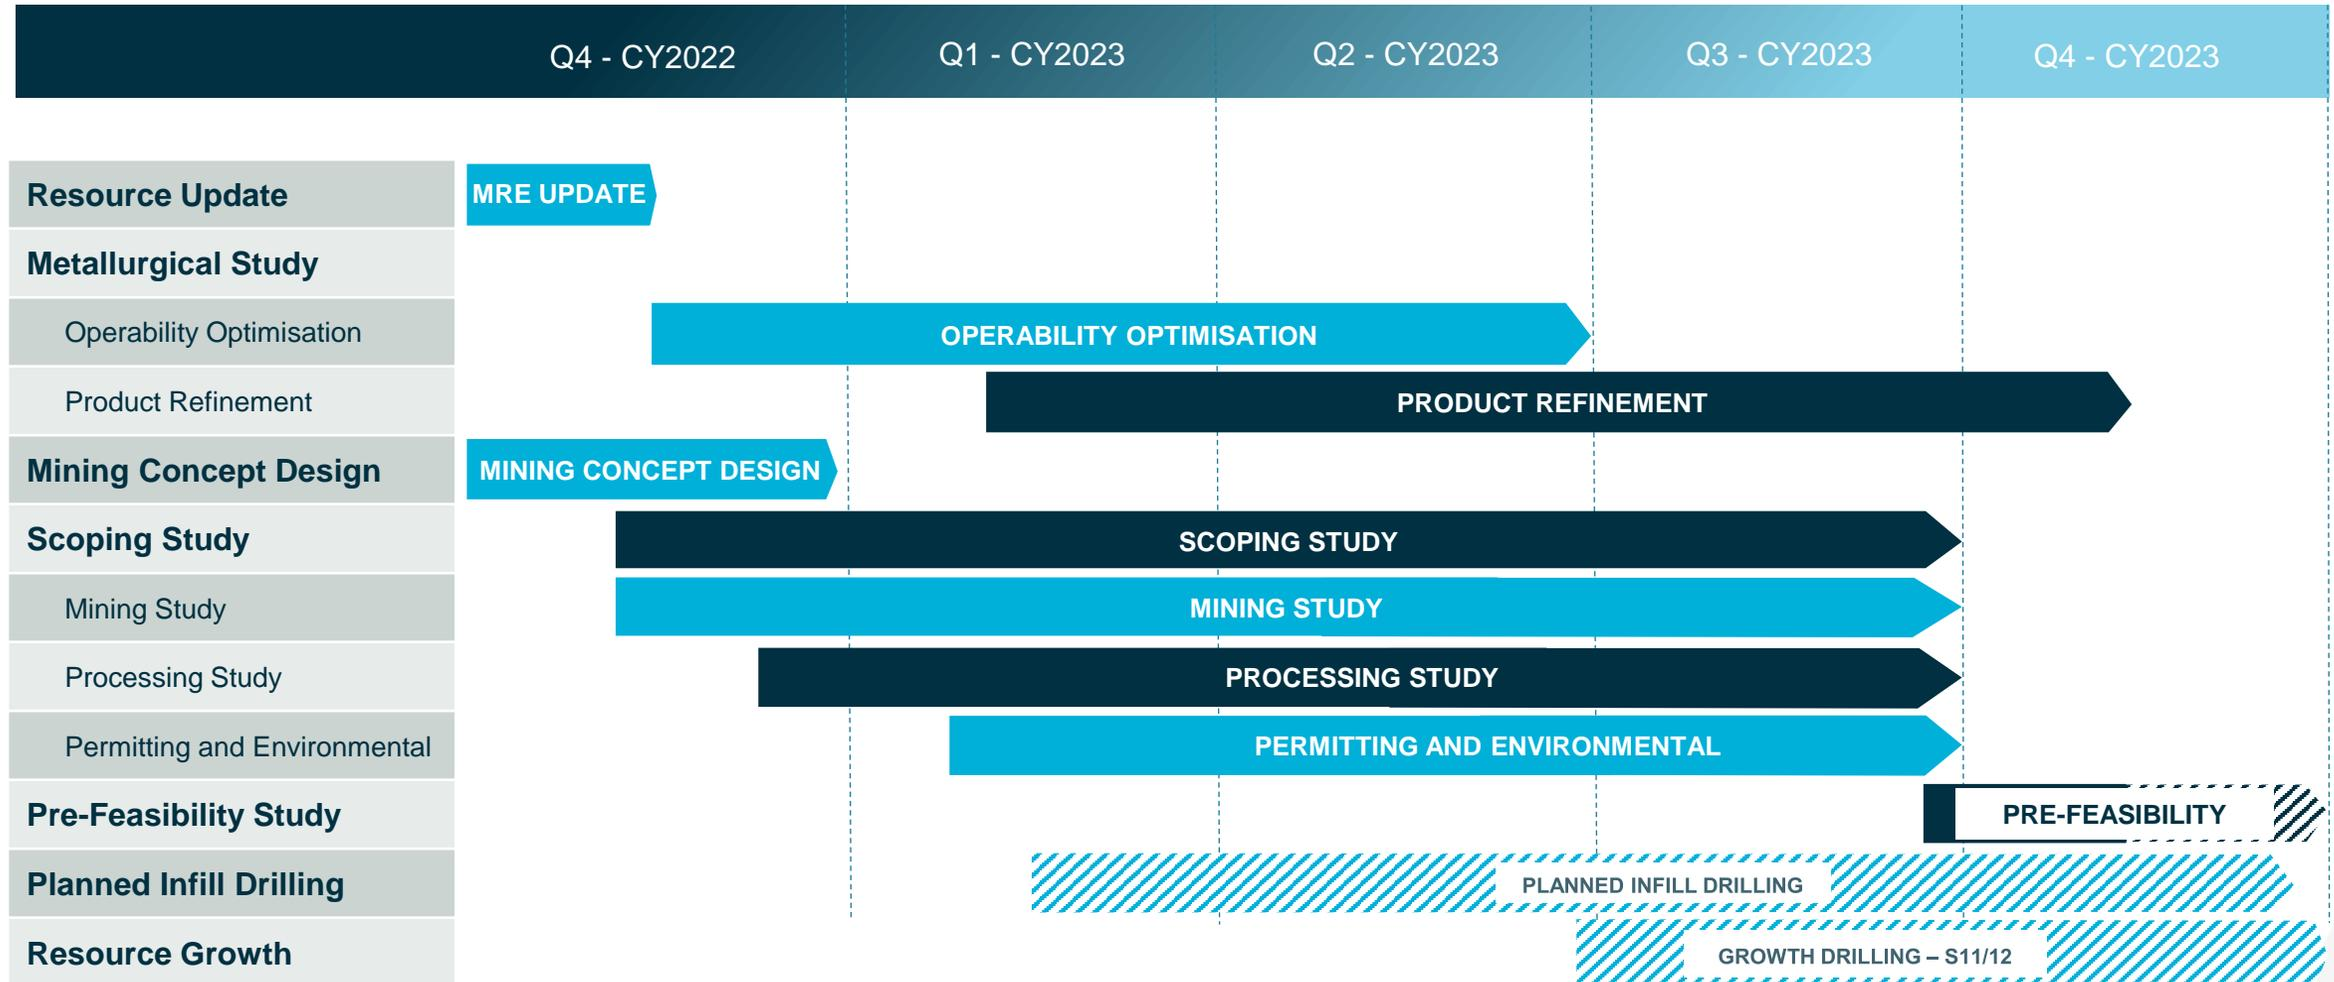 Q4 - CY2022
Q1 - CY2023
Q2 - CY2023
Q3 - CY2023
Q4 - CY2023
Resource Update
MRE UPDATE
Metallurgical Study
Operability Optimisation
OPERABILITY OPTIMISATION
Product Refinement
PRODUCT REFINEMENT
Mining Concept Design
MINING CONCEPT DESIGN
Scoping Study
SCOPING STUDY
Mining Study
MINING STUDY
Processing Study
PROCESSING STUDY
Permitting and Environmental
PERMITTING AND ENVIRONMENTAL
Pre-Feasibility Study
PRE-FEASIBILITY
Planned Infill Drilling
PLANNED INFILL DRILLING
Resource Growth
GROWTH DRILLING – S11/12